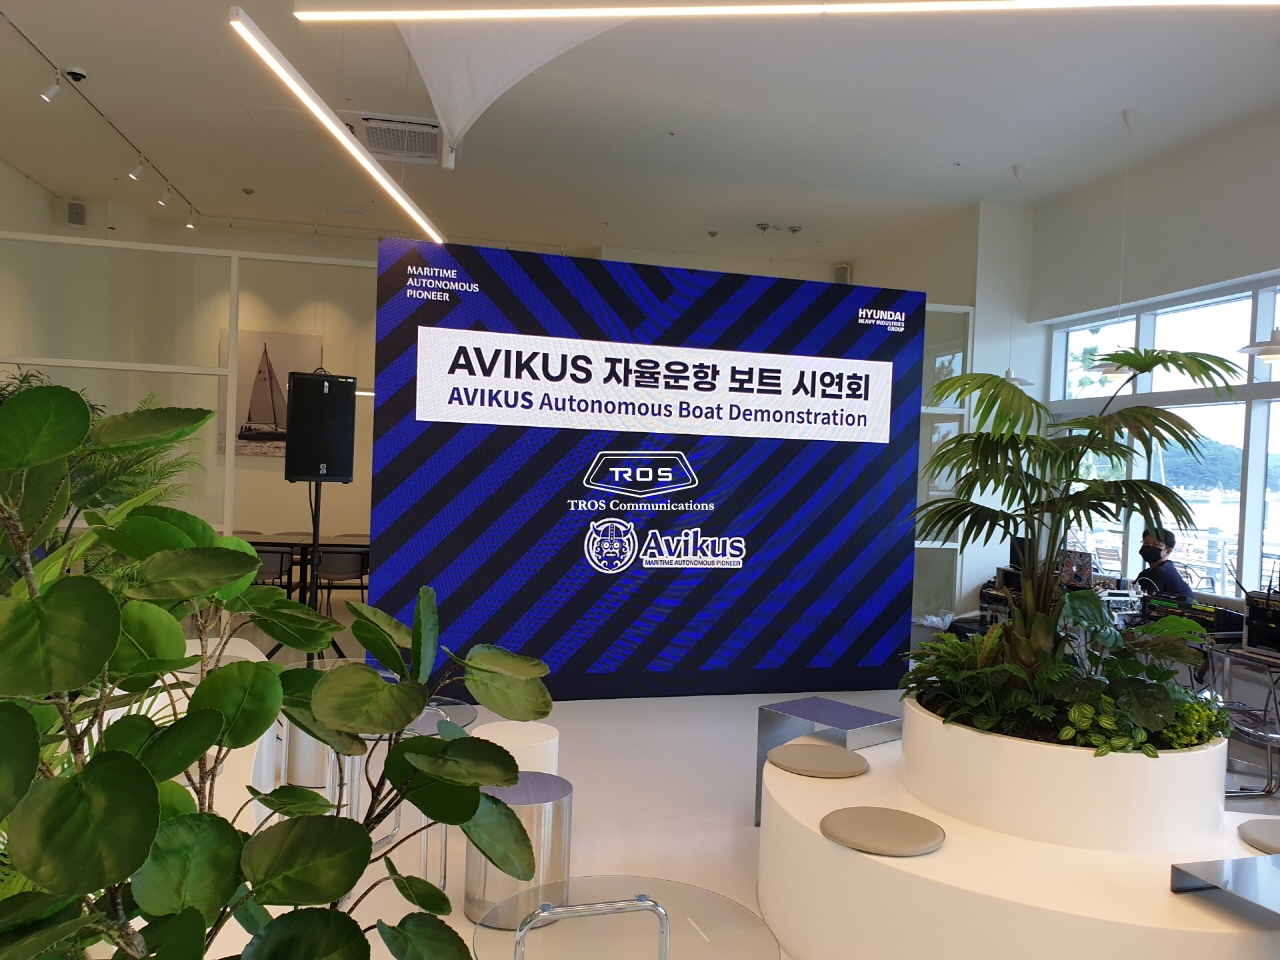 MARITIME
AUTONOMOUS
PIONEER
HYUNDAI
HEAVY INDUSTRIES
GROUP
AVIKUS 자율운항 보트 시연회
AVIKUS Autonomous Boat Demonstration
TROS
TROS Communications
Avikus
MARITIME AUTONOMOUS PIONEER